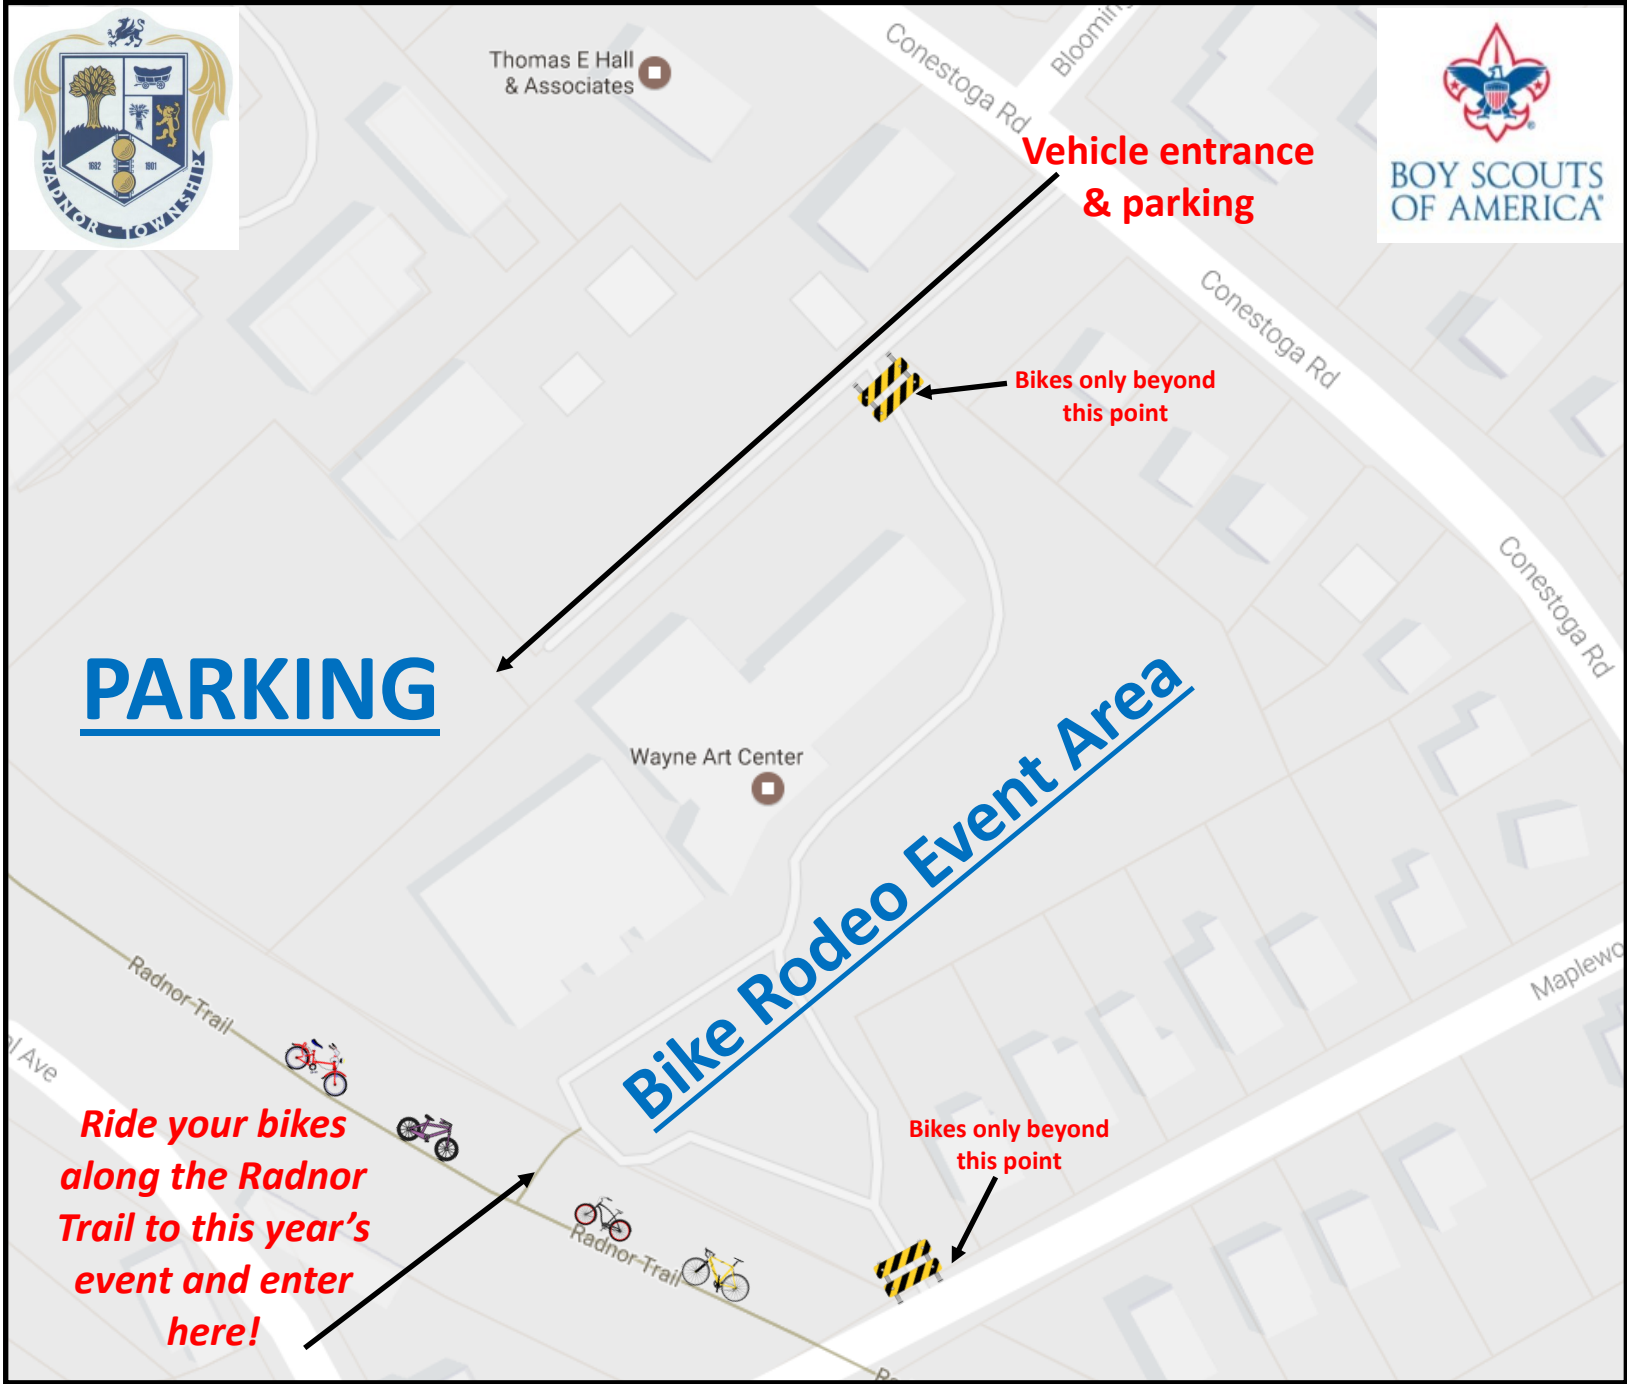 Thomas E Hall
& Associates
Conestoga Rd
Vehicle entrance
& parking
RADNOR · TOWNSHIP
1682
1901
BOY SCOUTS
OF AMERICA
Conestoga Rd
Bikes only beyond
this point
Conestoga Rd
PARKING
Wayne Art Center
Bike Rodeo Event Area
Radnor Trail
Ave
Ride your bikes
along the Radnor
Trail to this year’s
event and enter
here!
Bikes only beyond
this point
Radnor Trail